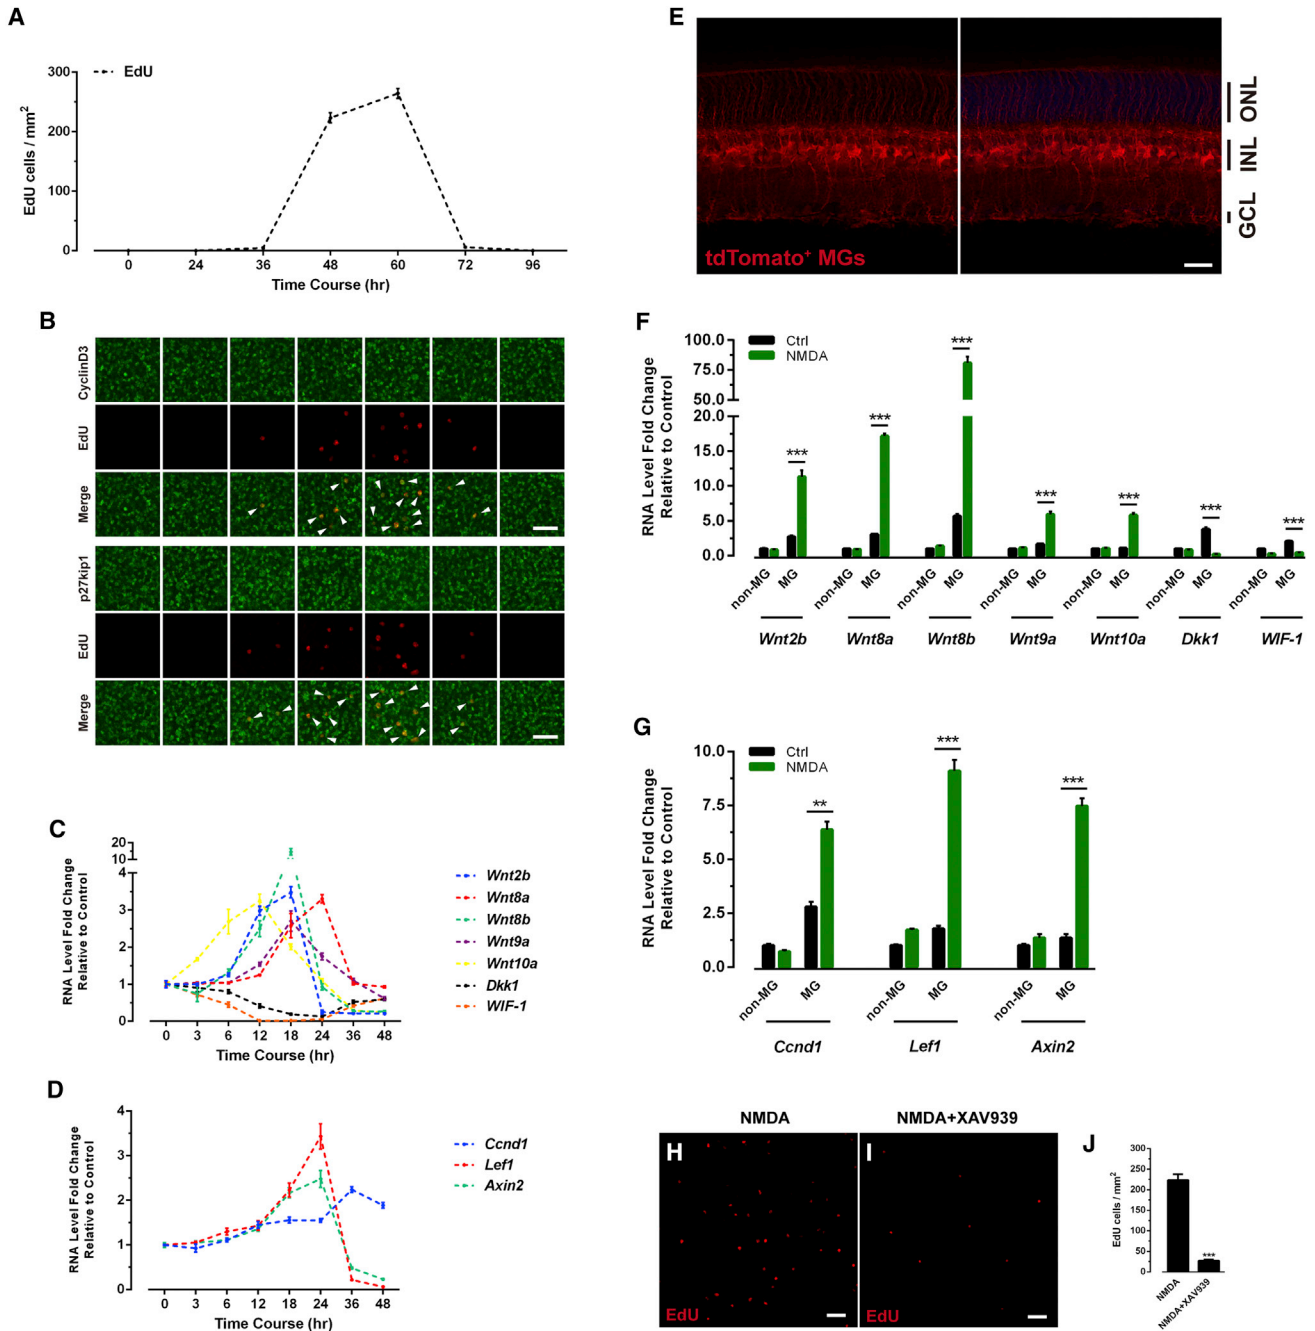 A
EdU
EdU cells / mm²
300
200
100
0
0 24 36 48 60 72 96
Time Course (hr)
B
CyclinD3
EdU
Merge
p27kip1
EdU
Merge
C
RNA Level Fold Change
Relative to Control
20
10
4
3
2
1
0
0 3 6 12 18 24 36 48
Time Course (hr)
Wnt2b
Wnt8a
Wnt8b
Wnt9a
Wnt10a
Dkk1
WIF-1
D
RNA Level Fold Change
Relative to Control
4
3
2
1
0
0 3 6 12 18 24 36 48
Time Course (hr)
Ccnd1
Lef1
Axin2
E
tdTomato⁺ MGs
ONL
INL
GCL
F
Ctrl
NMDA
RNA Level Fold Change
Relative to Control
100.0
75.0
50.0
20.0
15.0
10.0
5.0
0.0
*** *** *** *** *** *** ***
non-MG MG non-MG MG non-MG MG non-MG MG non-MG MG non-MG MG non-MG MG
Wnt2b Wnt8a Wnt8b Wnt9a Wnt10a Dkk1 WIF-1
G
Ctrl
NMDA
RNA Level Fold Change
Relative to Control
10.0
7.5
5.0
2.5
0.0
** *** ***
non-MG MG non-MG MG non-MG MG
Ccnd1 Lef1 Axin2
NMDA NMDA+XAV939
H
EdU
I
EdU
J
EdU cells / mm²
300
250
200
150
100
50
0
***
NMDA
NMDA+XAV939